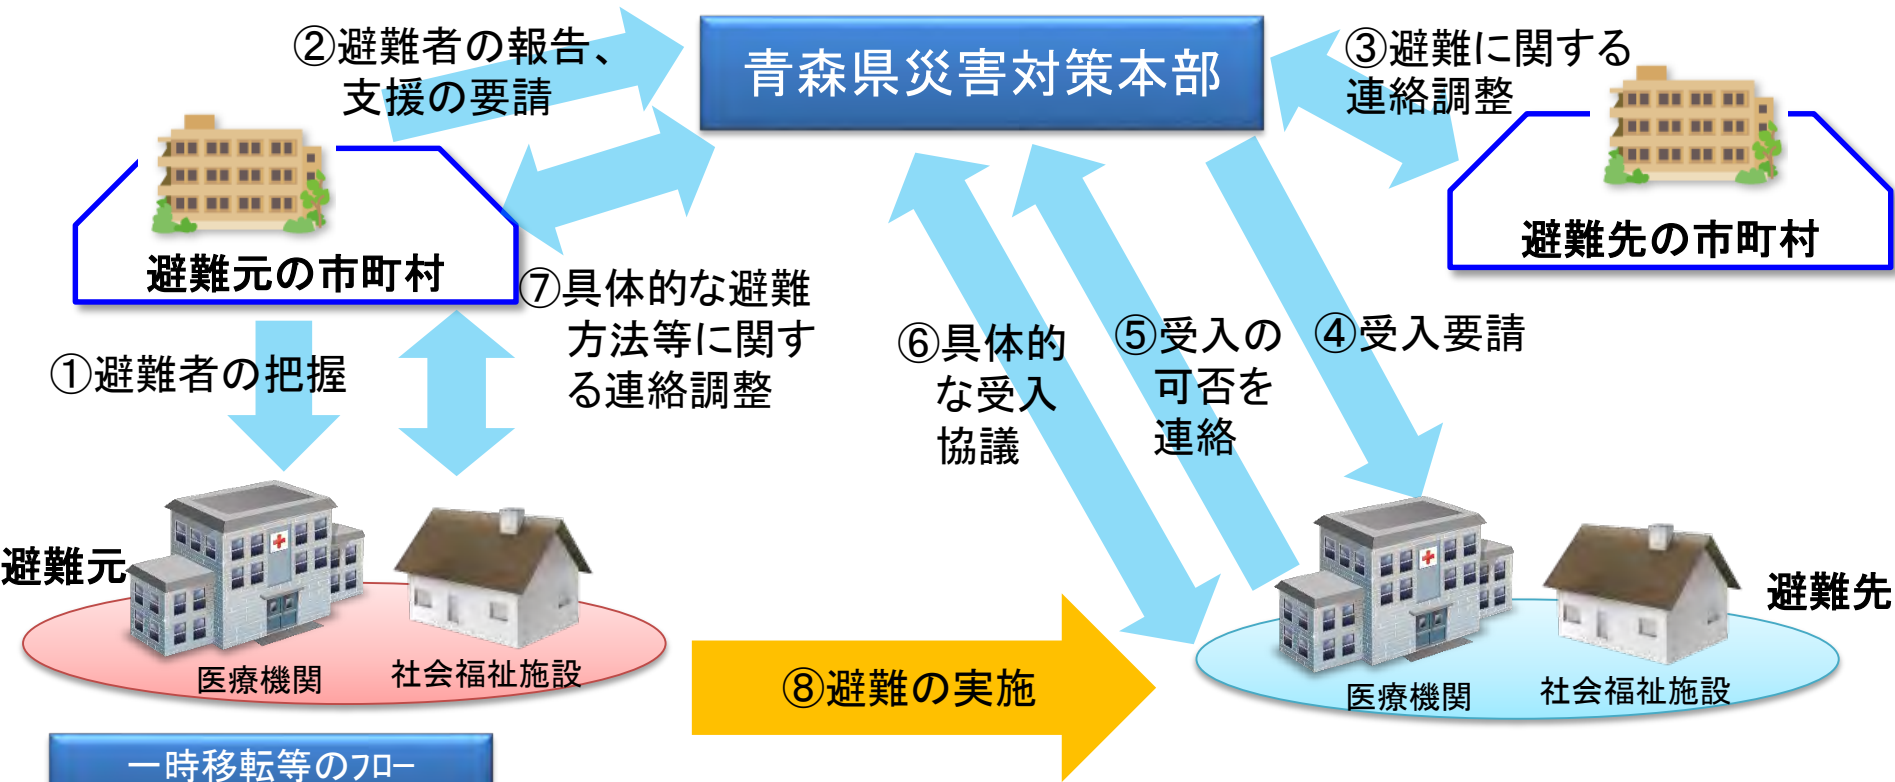 ②避難者の報告、
支援の要請
青森県災害対策本部
③避難に関する
連絡調整
避難元の市町村
避難先の市町村
⑦具体的な避難
方法等に関す
る連絡調整
①避難者の把握
⑥具体的
な受入
協議
⑤受入の
可否を
連絡
④受入要請
避難元
医療機関
社会福祉施設
⑧避難の実施
避難先
医療機関
社会福祉施設
一時移転等のﾌﾛｰ